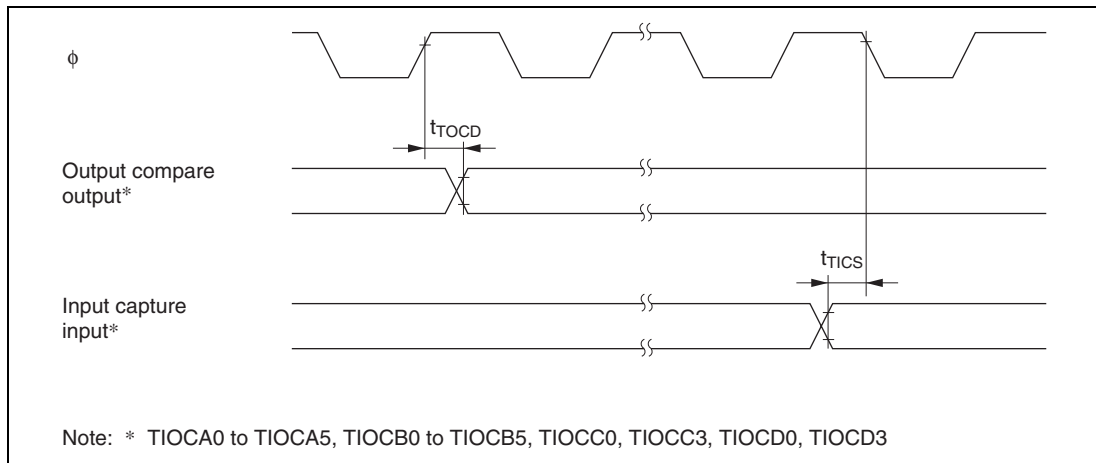 ϕ
tTOCD
Output compare
output*
tTICS
Input capture
input*
Note: * TIOCA0 to TIOCA5, TIOCB0 to TIOCB5, TIOCC0, TIOCC3, TIOCD0, TIOCD3